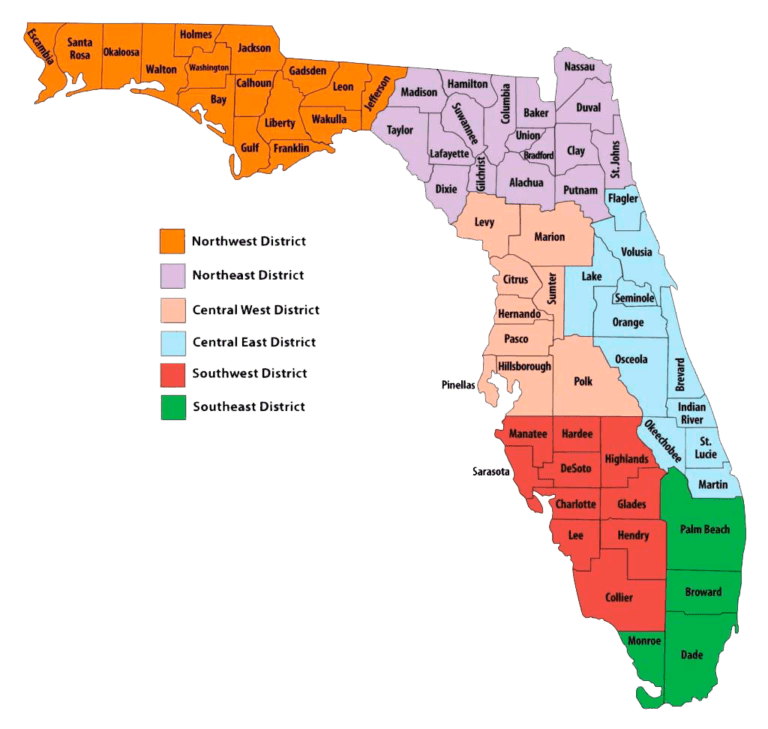 Escambia
Santa
Rosa
Okaloosa
Walton
Holmes
Washington
Jackson
Bay
Calhoun
Gulf
Liberty
Gadsden
Franklin
Leon
Wakulla
Jefferson
Madison
Taylor
Hamilton
Suwannee
Lafayette
Dixie
Columbia
Gilchrist
Baker
Union
Bradford
Alachua
Nassau
Duval
Clay
St. Johns
Putnam
Flagler
Levy
Marion
Volusia
Citrus
Sumter
Lake
Seminole
Hernando
Orange
Pasco
Osceola
Brevard
Pinellas
Hillsborough
Polk
Indian
River
Okeechobee
St.
Lucie
Martin
Manatee
Hardee
Highlands
Sarasota
DeSoto
Charlotte
Glades
Lee
Hendry
Palm Beach
Collier
Broward
Monroe
Dade
Northwest District
Northeast District
Central West District
Central East District
Southwest District
Southeast District